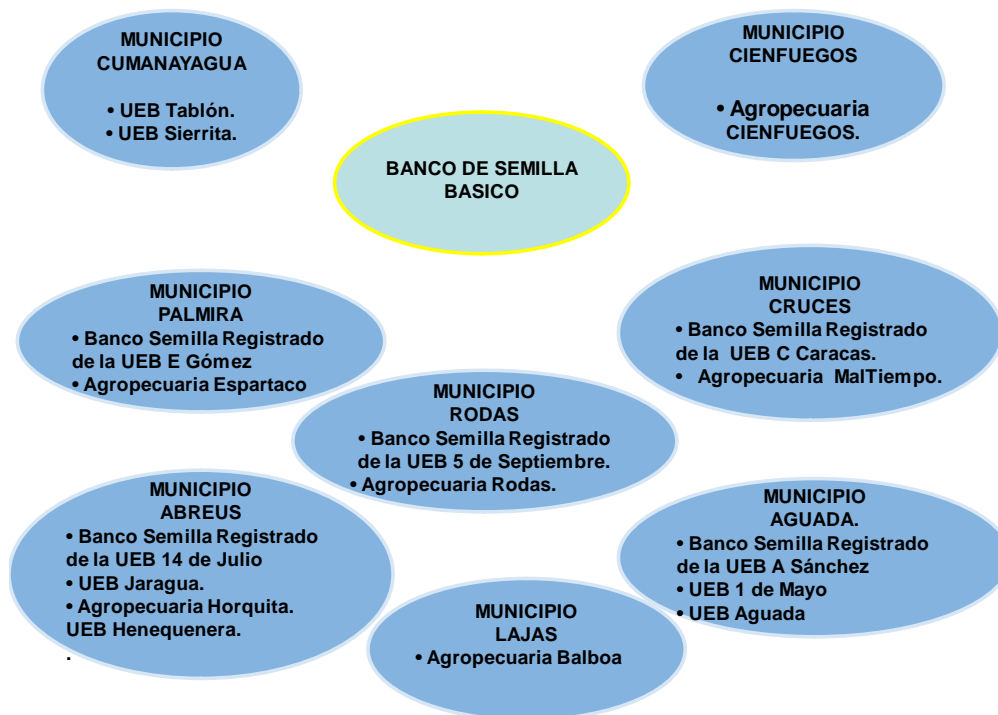 MUNICIPIO
CUMANAYAGUA
• UEB Tablón.
• UEB Sierrita.
MUNICIPIO
CIENFUEGOS
• Agropecuaria
CIENFUEGOS.
BANCO DE SEMILLA
BASICO
MUNICIPIO
PALMIRA
• Banco Semilla Registrado
de la UEB E Gómez
• Agropecuaria Espartaco
MUNICIPIO
CRUCES
• Banco Semilla Registrado
de la UEB C Caracas.
• Agropecuaria MalTiempo.
MUNICIPIO
RODAS
• Banco Semilla Registrado
de la UEB 5 de Septiembre.
• Agropecuaria Rodas.
MUNICIPIO
ABREUS
• Banco Semilla Registrado
de la UEB 14 de Julio
• UEB Jaragua.
• Agropecuaria Horquita.
UEB Henequenera.
.
MUNICIPIO
AGUADA.
• Banco Semilla Registrado
de la UEB A Sánchez
• UEB 1 de Mayo
• UEB Aguada
MUNICIPIO
LAJAS
• Agropecuaria Balboa